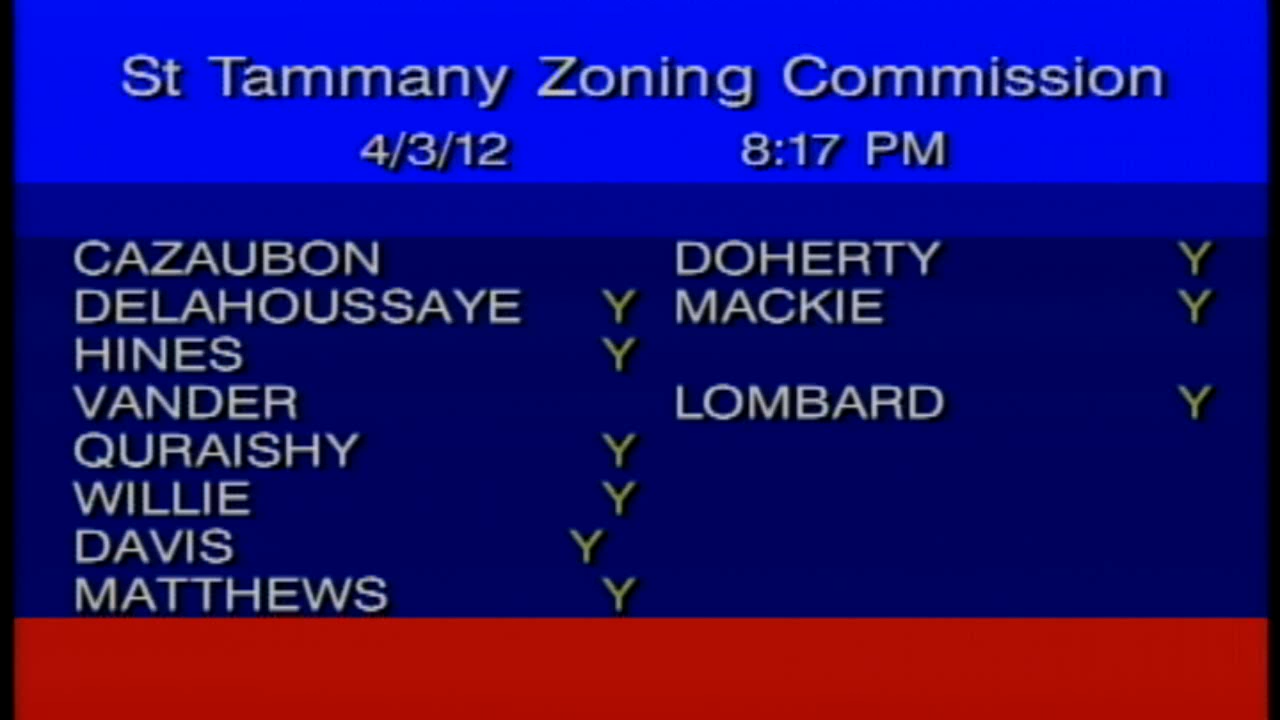 St Tammany Zoning Commission
4/3/12 8:17 PM
CAZAUBON DOHERTY Y
DELAHOUSSAYE Y MACKIE Y
HINES Y
VANDER LOMBARD Y
QURAISHY Y
WILLIE Y
DAVIS Y
MATTHEWS Y